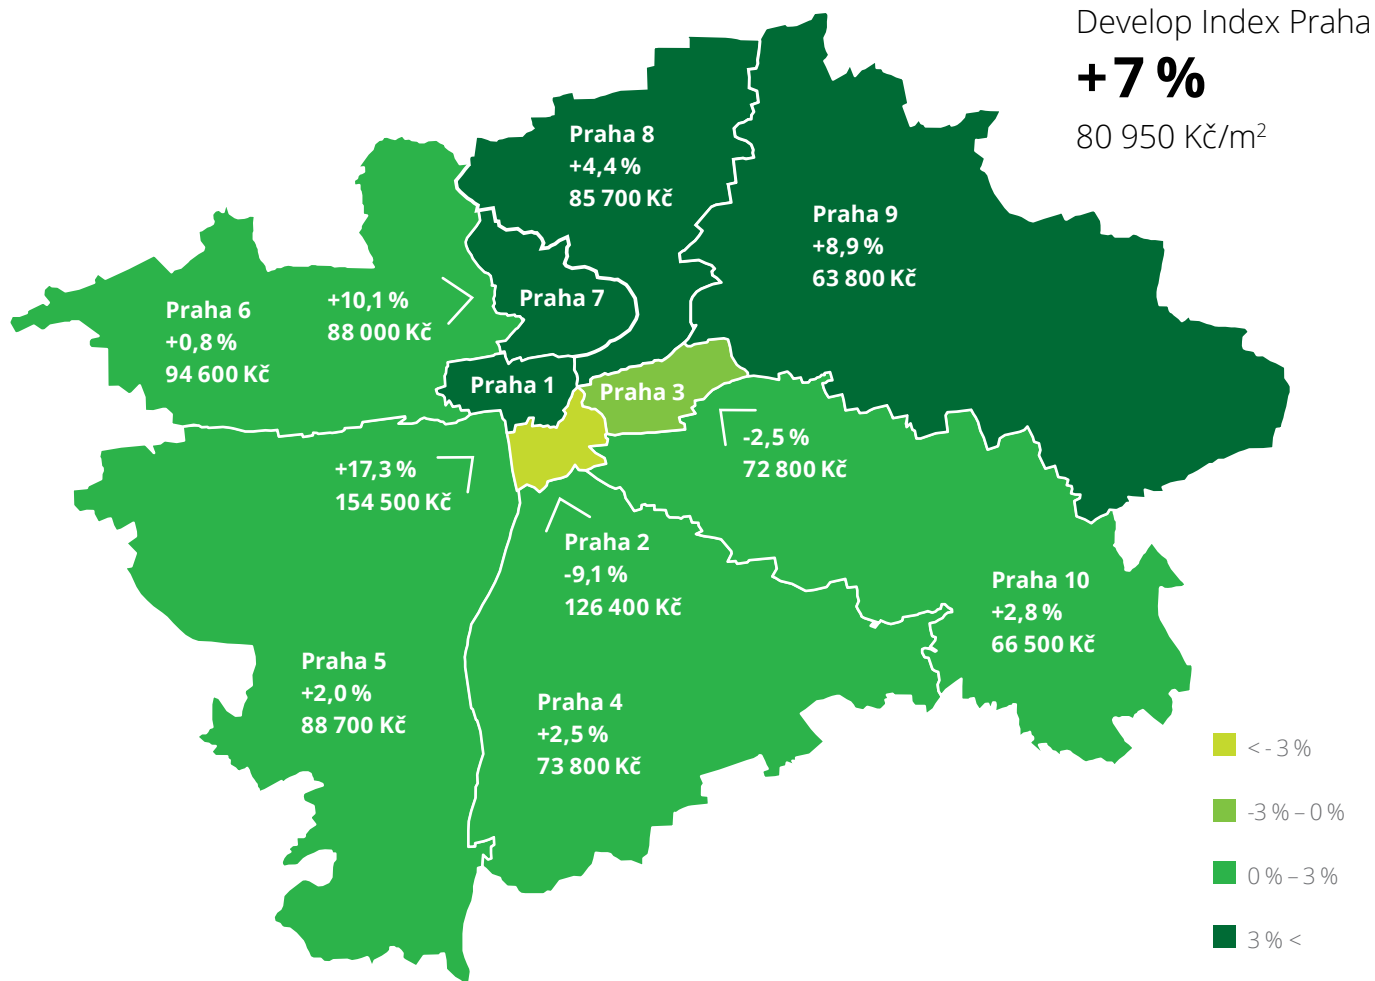 Develop Index Praha
+7 %
80 950 Kč/m²
Praha 8
+4,4 %
85 700 Kč
Praha 9
+8,9 %
63 800 Kč
Praha 7
+10,1 %
88 000 Kč
Praha 6
+0,8 %
94 600 Kč
Praha 1
Praha 3
-2,5 %
72 800 Kč
+17,3 %
154 500 Kč
Praha 2
-9,1 %
126 400 Kč
Praha 10
+2,8 %
66 500 Kč
Praha 5
+2,0 %
88 700 Kč
Praha 4
+2,5 %
73 800 Kč
< - 3 %
-3 % – 0 %
0 % – 3 %
3 % <